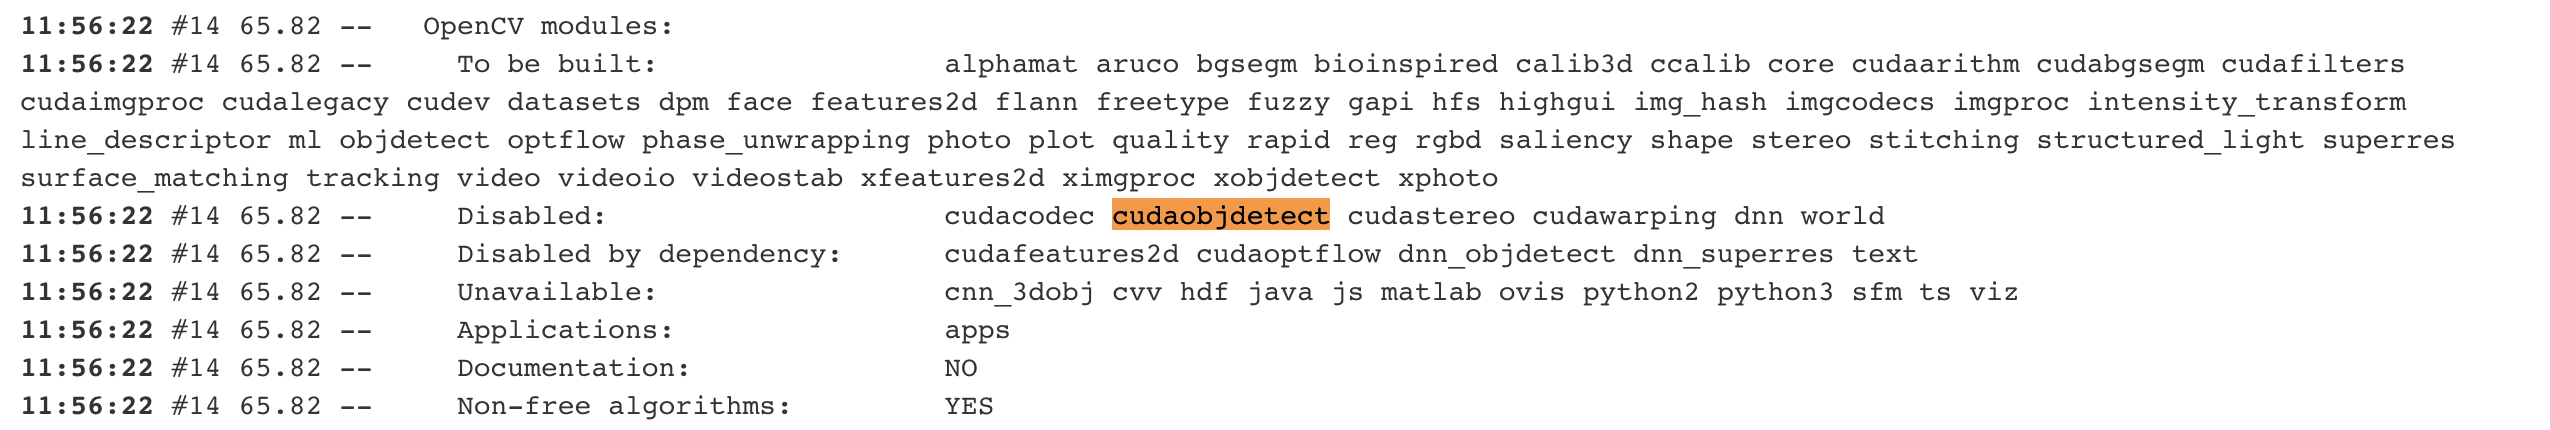 11:56:22 #14 65.82 --   OpenCV modules:
11:56:22 #14 65.82 --     To be built:                 alphamat aruco bgsegm bioinspired calib3d ccalib core cudaarithm cudabgsegm cudafilters
cudaimgproc cudalegacy cudev datasets dpm face features2d flann freetype fuzzy gapi hfs highgui img_hash imgcodecs imgproc intensity_transform
line_descriptor ml objdetect optflow phase_unwrapping photo plot quality rapid reg rgbd saliency shape stereo stitching structured_light superres
surface_matching tracking video videoio videostab xfeatures2d ximgproc xobjdetect xphoto
11:56:22 #14 65.82 --     Disabled:                    cudacodec cudaobjdetect cudastereo cudawarping dnn world
11:56:22 #14 65.82 --     Disabled by dependency:      cudafeatures2d cudaoptflow dnn_objdetect dnn_superres text
11:56:22 #14 65.82 --     Unavailable:                 cnn_3dobj cvv hdf java js matlab ovis python2 python3 sfm ts viz
11:56:22 #14 65.82 --     Applications:                apps
11:56:22 #14 65.82 --     Documentation:               NO
11:56:22 #14 65.82 --     Non-free algorithms:         YES